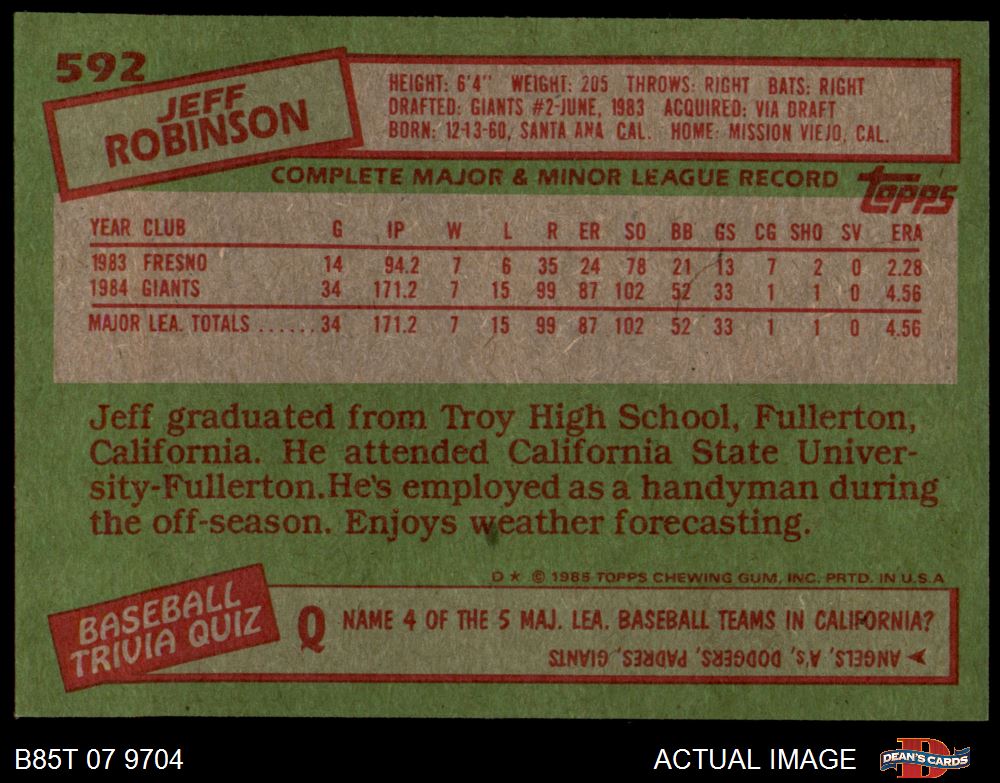 592
JEFF
ROBINSON
HEIGHT: 6'4" WEIGHT: 205 THROWS: RIGHT BATS: RIGHT
DRAFTED: GIANTS #2-JUNE, 1983 ACQUIRED: VIA DRAFT
BORN: 12-13-60, SANTA ANA CAL. HOME: MISSION VIEJO, CAL.
COMPLETE MAJOR & MINOR LEAGUE RECORD
topps
YEAR CLUB G IP W L R ER SO BB GS CG SHO SV ERA
1983 FRESNO 14 94.2 7 6 35 24 78 21 13 7 2 0 2.28
1984 GIANTS 34 171.2 7 15 99 87 102 52 33 1 1 0 4.56
MAJOR LEA. TOTALS ...... 34 171.2 7 15 99 87 102 52 33 1 1 0 4.56
Jeff graduated from Troy High School, Fullerton,
California. He attended California State Univer-
sity-Fullerton.He's employed as a handyman during
the off-season. Enjoys weather forecasting.
D ★ © 1985 TOPPS CHEWING GUM, INC. PRTD. IN U.S.A
BASEBALL
TRIVIA QUIZ
Q NAME 4 OF THE 5 MAJ. LEA. BASEBALL TEAMS IN CALIFORNIA?
ANGELS, A's, DODGERS, PADRES, GIANTS
B85T 07 9704
ACTUAL IMAGE
D
DEAN'S CARDS